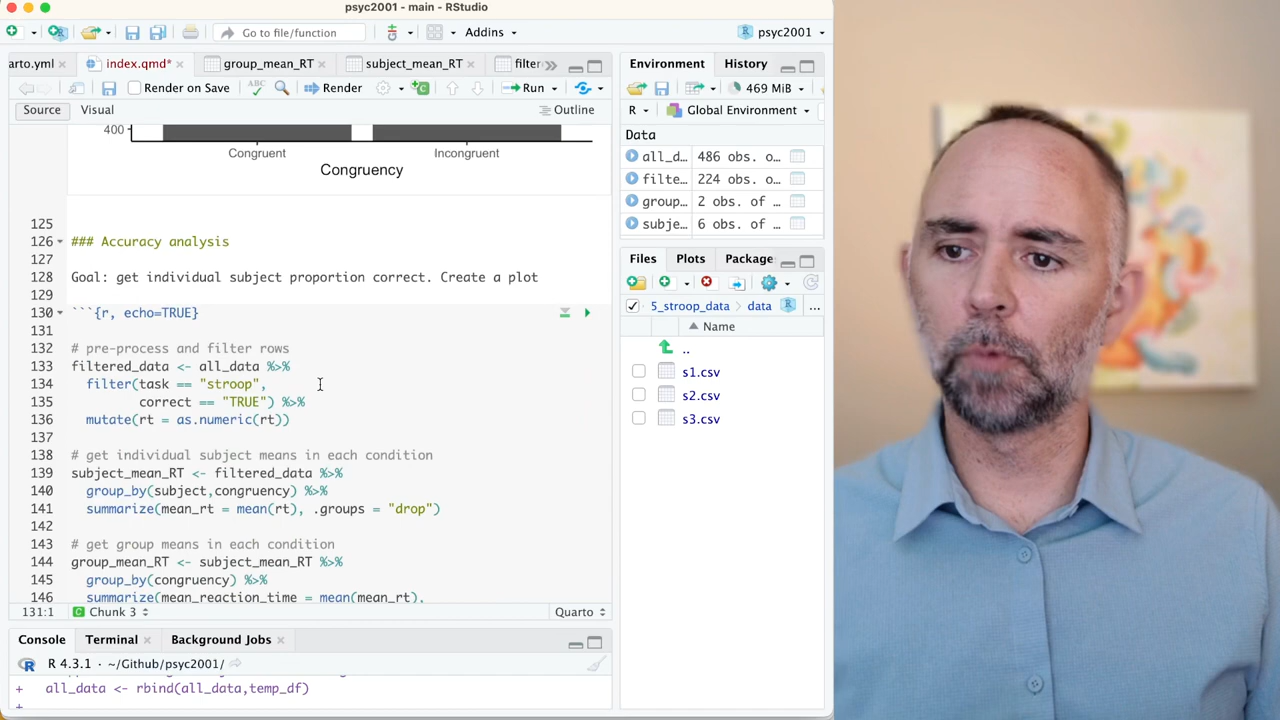 psyc2001 - main - RStudio
Go to file/function
Addins
psyc2001
arto.yml
index.qmd*
group_mean_RT
subject_mean_RT
filter
Render on Save
ABC
Render
Run
Source
Visual
Outline
400
Congruent
Incongruent
Congruency
125
126 ### Accuracy analysis
127
128 Goal: get individual subject proportion correct. Create a plot
129
130 ```{r, echo=TRUE}
131
132 # pre-process and filter rows
133 filtered_data <- all_data %>%
134 filter(task == "stroop",
135 correct == "TRUE") %>%
136 mutate(rt = as.numeric(rt))
137
138 # get individual subject means in each condition
139 subject_mean_RT <- filtered_data %>%
140 group_by(subject,congruency) %>%
141 summarize(mean_rt = mean(rt), .groups = "drop")
142
143 # get group means in each condition
144 group_mean_RT <- subject_mean_RT %>%
145 group_by(congruency) %>%
146 summarize(mean_reaction_time = mean(mean_rt),
131:1
C Chunk 3
Quarto
Console
Terminal
Background Jobs
R 4.3.1 · ~/Github/psyc2001/
+ all_data <- rbind(all_data,temp_df)
+
Environment
History
469 MiB
R
Global Environment
Data
all_d… 486 obs. o…
filte… 224 obs. o…
group… 2 obs. of …
subje… 6 obs. of …
Files
Plots
Package
5_stroop_data
data
...
Name
..
s1.csv
s2.csv
s3.csv